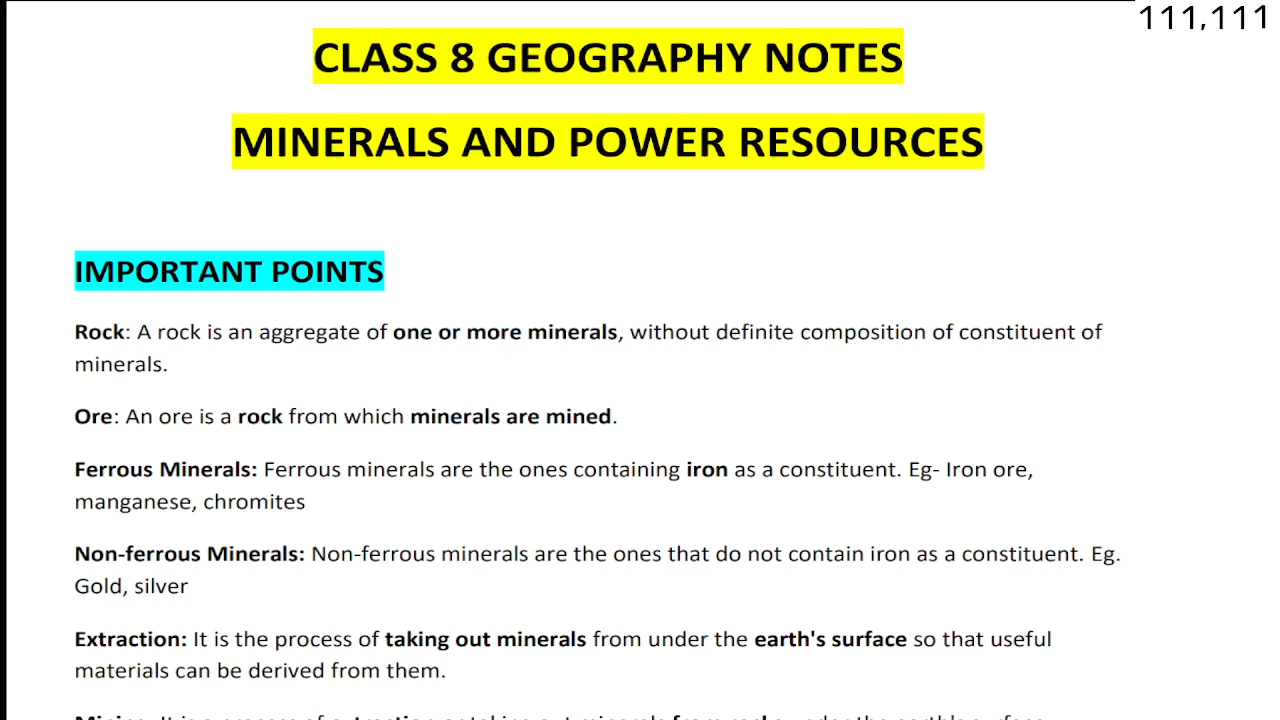 111,111
CLASS 8 GEOGRAPHY NOTES
MINERALS AND POWER RESOURCES
IMPORTANT POINTS
Rock: A rock is an aggregate of one or more minerals, without definite composition of constituent of
minerals.
Ore: An ore is a rock from which minerals are mined.
Ferrous Minerals: Ferrous minerals are the ones containing iron as a constituent. Eg- Iron ore,
manganese, chromites
Non-ferrous Minerals: Non-ferrous minerals are the ones that do not contain iron as a constituent. Eg.
Gold, silver
Extraction: It is the process of taking out minerals from under the earth's surface so that useful
materials can be derived from them.